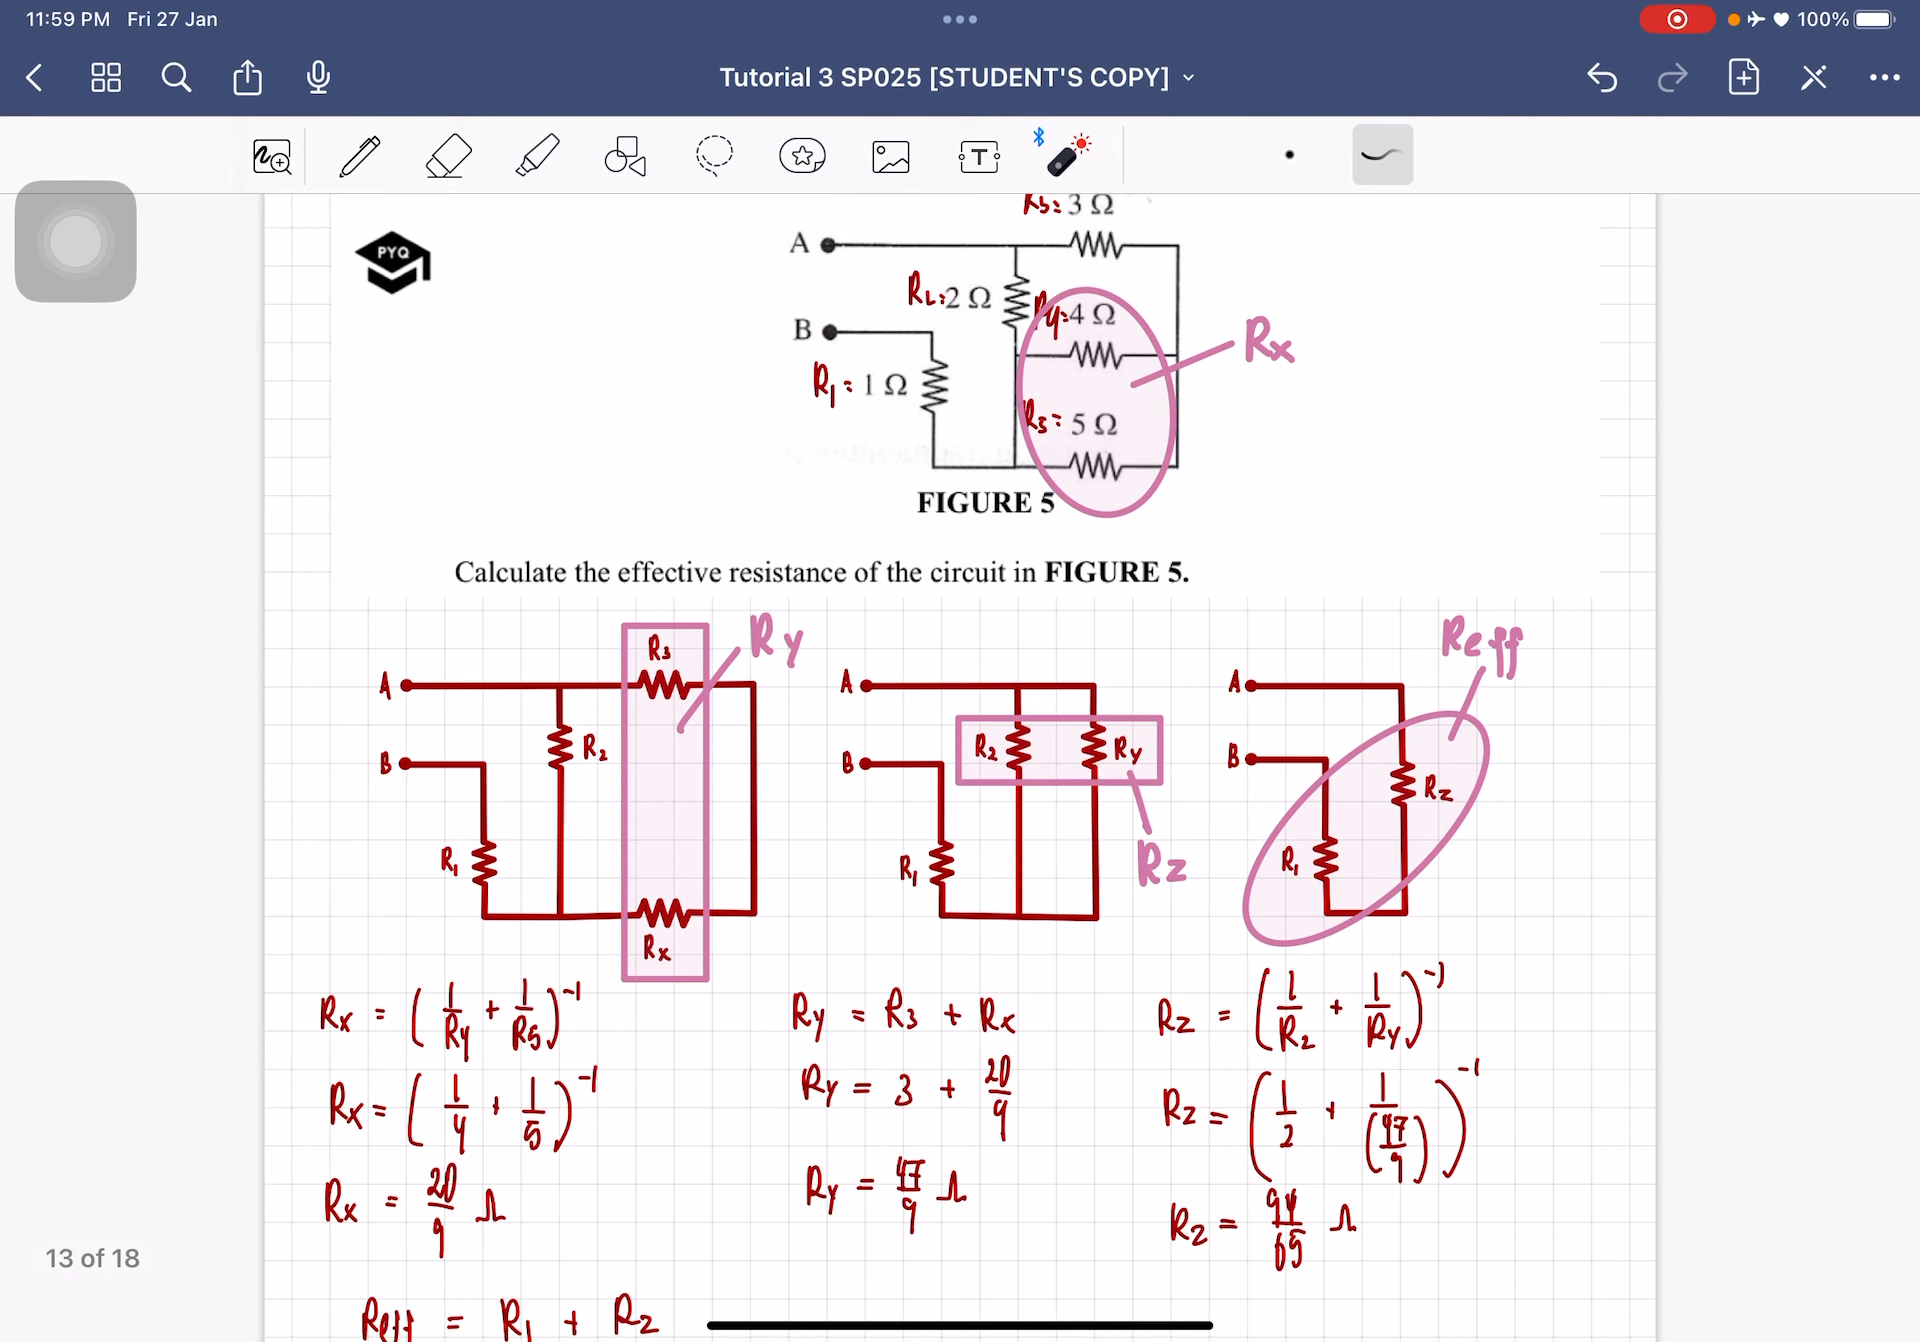 11:59 PM Fri 27 Jan
100%
Tutorial 3 SP025 [STUDENT'S COPY]
T
R3= 3 Ω
PYQ
A
R2= 2 Ω
R4= 4 Ω
B
Rx
R1 = 1 Ω
R5= 5 Ω
FIGURE 5
Calculate the effective resistance of the circuit in FIGURE 5.
R3
Ry
Reff
A
A
A
R2
R2
Ry
B
B
B
Rz
R1
R1
Rz
R1
Rx
Rx = (1/R4 + 1/R5)^-1
Ry = R3 + Rx
Rz = (1/R2 + 1/Ry)^-1
Rx = (1/4 + 1/5)^-1
Ry = 3 + 20/9
Rz = (1/2 + 1/(47/9))^-1
Rx = 20/9 Ω
Ry = 47/9 Ω
Rz = 94/65 Ω
13 of 18
Reff = R1 + Rz